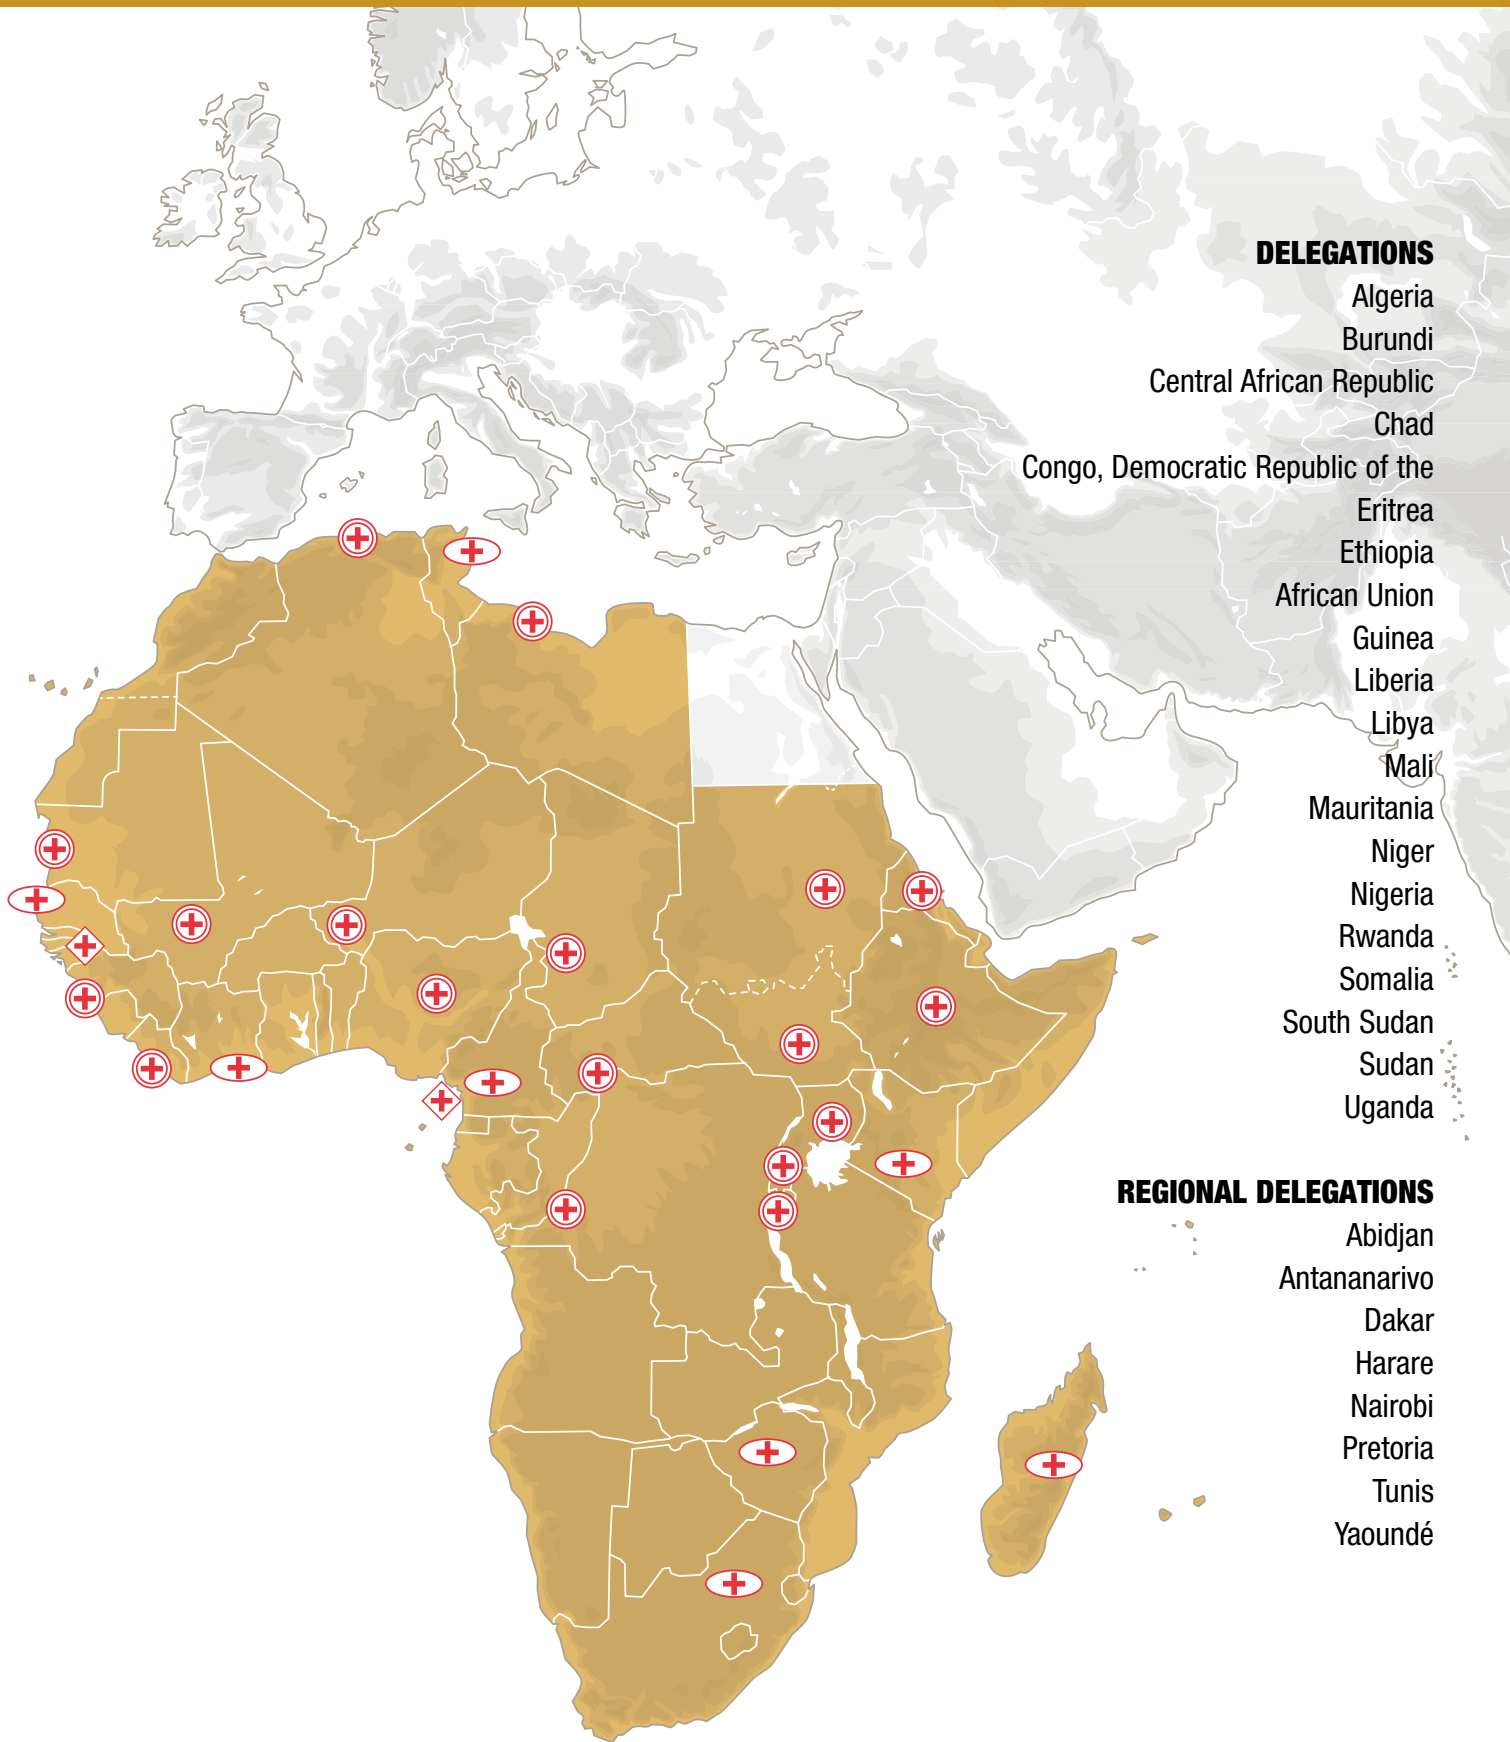 DELEGATIONS
Algeria
Burundi
Central African Republic
Chad
Congo, Democratic Republic of the
Eritrea
Ethiopia
African Union
Guinea
Liberia
Libya
Mali
Mauritania
Niger
Nigeria
Rwanda
Somalia
South Sudan
Sudan
Uganda
REGIONAL DELEGATIONS
Abidjan
Antananarivo
Dakar
Harare
Nairobi
Pretoria
Tunis
Yaoundé